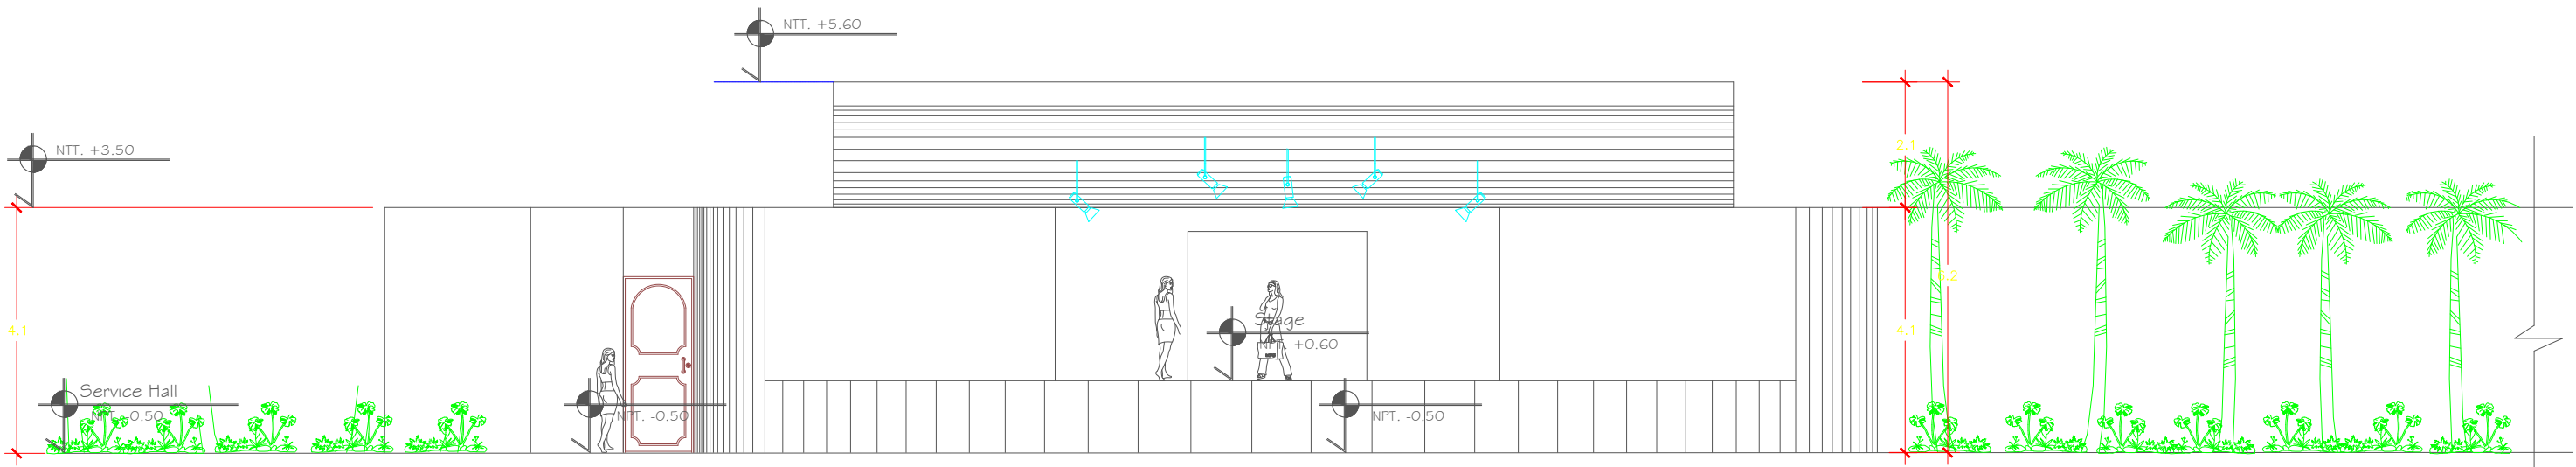 NTT. +5.60
NTT. +3.50
2.1
6.2
4.1
4.1
Stage
NPT. +0.60
Service Hall
NPT. -0.50
NPT. -0.50
NPT. -0.50